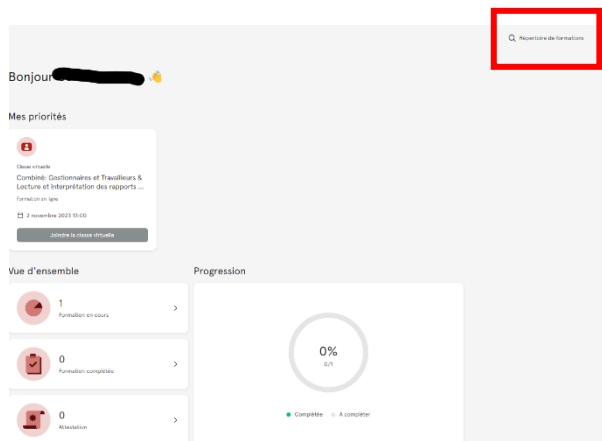 Répertoire de formations
Bonjour
Mes priorités
Classe virtuelle
Combiné: Gestionnaires et Travailleurs &
Lecture et interprétation des rapports ...
Formation en ligne
2 novembre 2023 13:00
Joindre la classe virtuelle
Vue d'ensemble
Progression
1
Formation en cours
0
Formation complétée
0
Attestation
0%
0/1
Complétée
À compléter